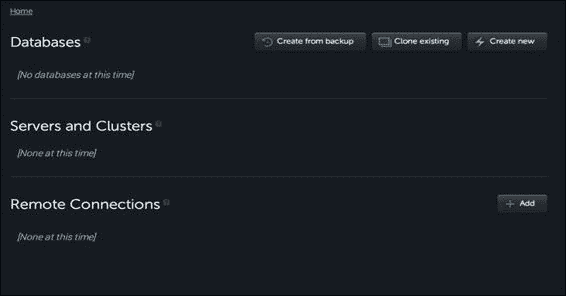 Home
Databases ?
Create from backup
Clone existing
Create new
[No databases at this time]
Servers and Clusters ?
[None at this time]
Remote Connections ?
Add
[None at this time]